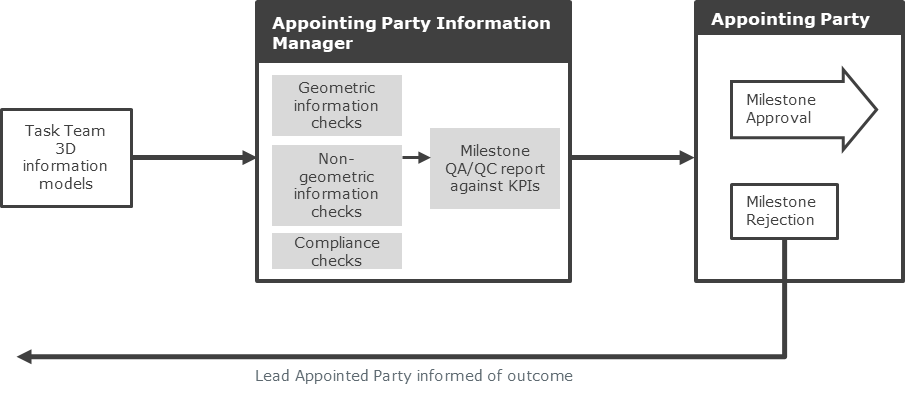 Task Team
3D
information
models
Appointing Party Information
Manager
Geometric
information
checks
Non-
geometric
information
checks
Compliance
checks
Milestone
QA/QC report
against KPIs
Appointing Party
Milestone
Approval
Milestone
Rejection
Lead Appointed Party informed of outcome